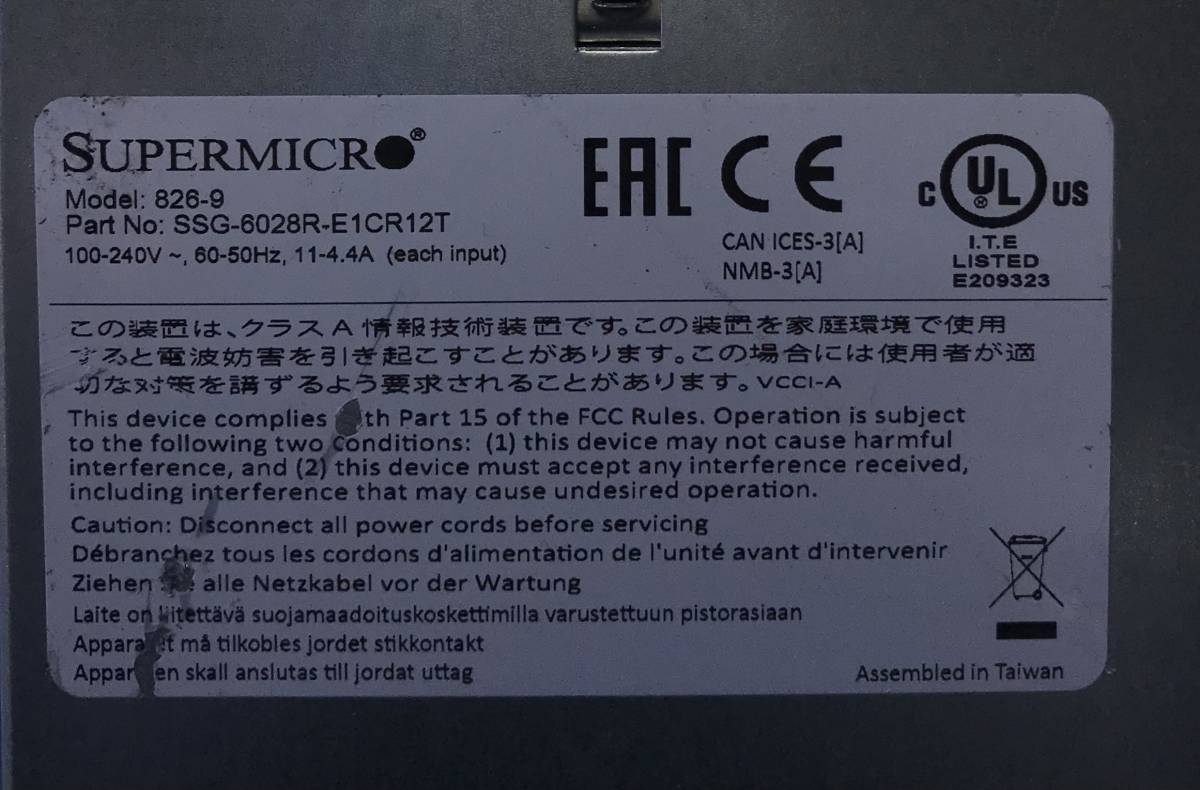 SUPERMICRO®
Model: 826-9
Part No: SSG-6028R-E1CR12T
100-240V ~, 60-50Hz, 11-4.4A (each input)
EAC CE
CAN ICES-3[A]
NMB-3[A]
C UL® US
I.T.E
LISTED
E209323
この装置は、クラスA情報技術装置です。この装置を家庭環境で使用
すると電波妨害を引き起こすことがあります。この場合には使用者が適
切な対策を講ずるよう要求されることがあります。VCCI-A
This device complies Part 15 of the FCC Rules. Operation is subject
to the following two conditions: (1) this device may not cause harmful
interference, and (2) this device must accept any interference received,
including interference that may cause undesired operation.
Caution: Disconnect all power cords before servicing
Débranchez tous les cordons d'alimentation de l'unité avant d'intervenir
Ziehen alle Netzkabel vor der Wartung
Laite on liitettävä suojamaadoituskoskettimilla varustettuun pistorasiaan
Apparatet må tilkobles jordet stikkontakt
Apparaten skall anslutas till jordat uttag
Assembled in Taiwan